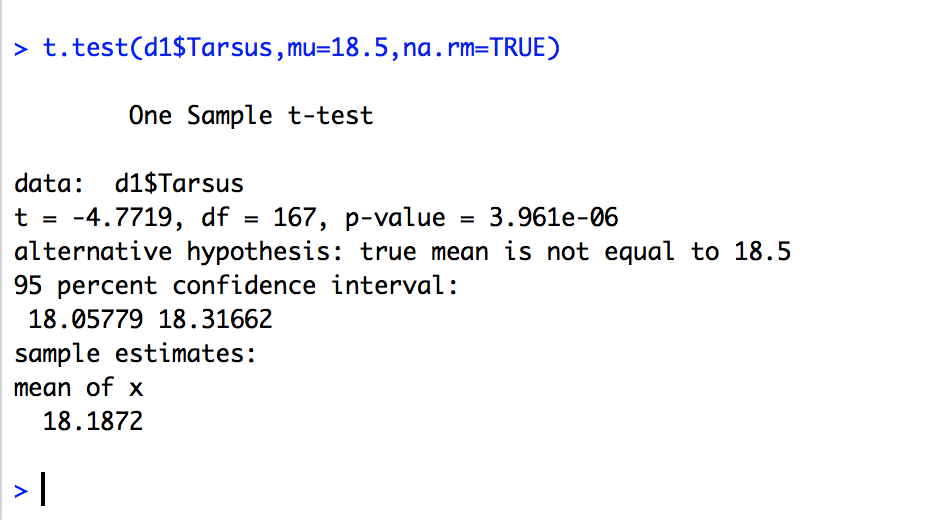 > t.test(d1$Tarsus,mu=18.5,na.rm=TRUE)
One Sample t-test
data:  d1$Tarsus
t = -4.7719, df = 167, p-value = 3.961e-06
alternative hypothesis: true mean is not equal to 18.5
95 percent confidence interval:
18.05779 18.31662
sample estimates:
mean of x
18.1872
>